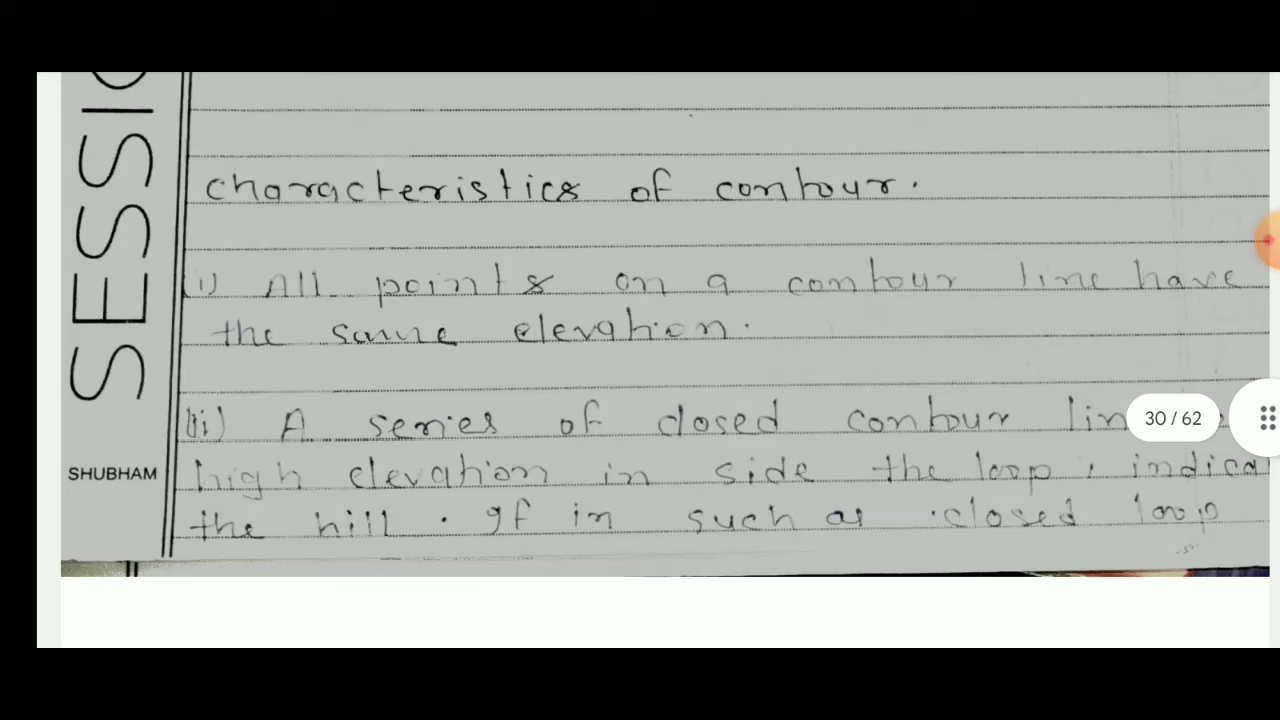 SESSIO
characteristics of contour.
(i) All points on a contour line have
the same elevation.
(ii) A series of closed contour lin
30 / 62
SHUBHAM
high elevation in side the loop, indica
the hill. If in such as closed loop